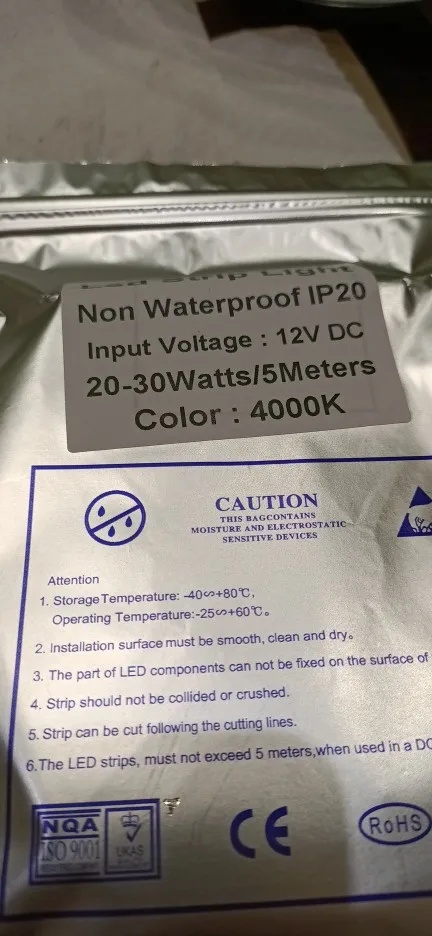 Led Strip Light
Non Waterproof IP20
Input Voltage : 12V DC
20-30Watts/5Meters
Color : 4000K
CAUTION
THIS BAGCONTAINS
MOISTURE AND ELECTROSTATIC
SENSITIVE DEVICES
Attention
1. Storage Temperature: -40∽+80℃,
Operating Temperature:-25∽+60℃。
2. Installation surface must be smooth, clean and dry。
3. The part of LED components can not be fixed on the surface of
4. Strip should not be collided or crushed.
5. Strip can be cut following the cutting lines.
6.The LED strips, must not exceed 5 meters,when used in a DC
NQA
ISO 9001
UKAS
CE
RoHS